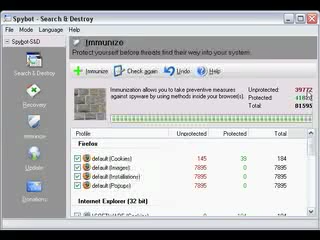 Spybot - Search & Destroy
File Mode Language Help
Spybot-S&D
Search & Destroy
Recovery
Immunize
Update
Donations
Immunize
Protect yourself before threats find their way into your system.
Immunize Check again Undo Help
Immunization allows you to take preventive measures
against spyware by using methods inside your browser(s).
Unprotected: 39772
Protected:
Total: 81595
Profile Unprotected Protected Total
Firefox
default (Cookies) 145 39 184
default (Images) 7895 0 7895
default (Installations) 7895 0 7895
default (Popups) 7895 0 7895
Internet Explorer (32 bit)